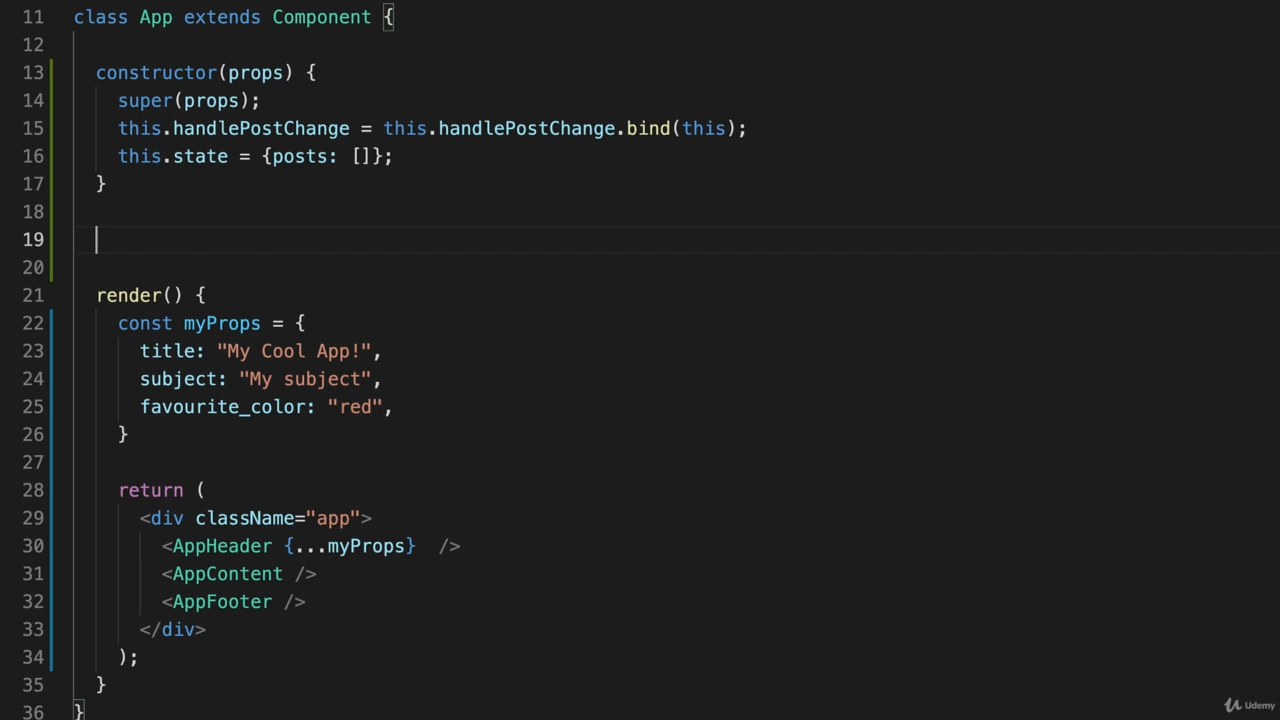 11 class App extends Component {
12
13   constructor(props) {
14     super(props);
15     this.handlePostChange = this.handlePostChange.bind(this);
16     this.state = {posts: []};
17   }
18
19
20
21   render() {
22     const myProps = {
23       title: "My Cool App!",
24       subject: "My subject",
25       favourite_color: "red",
26     }
27
28     return (
29       <div className="app">
30         <AppHeader {...myProps}  />
31         <AppContent />
32         <AppFooter />
33       </div>
34     );
35   }
36 }
Udemy